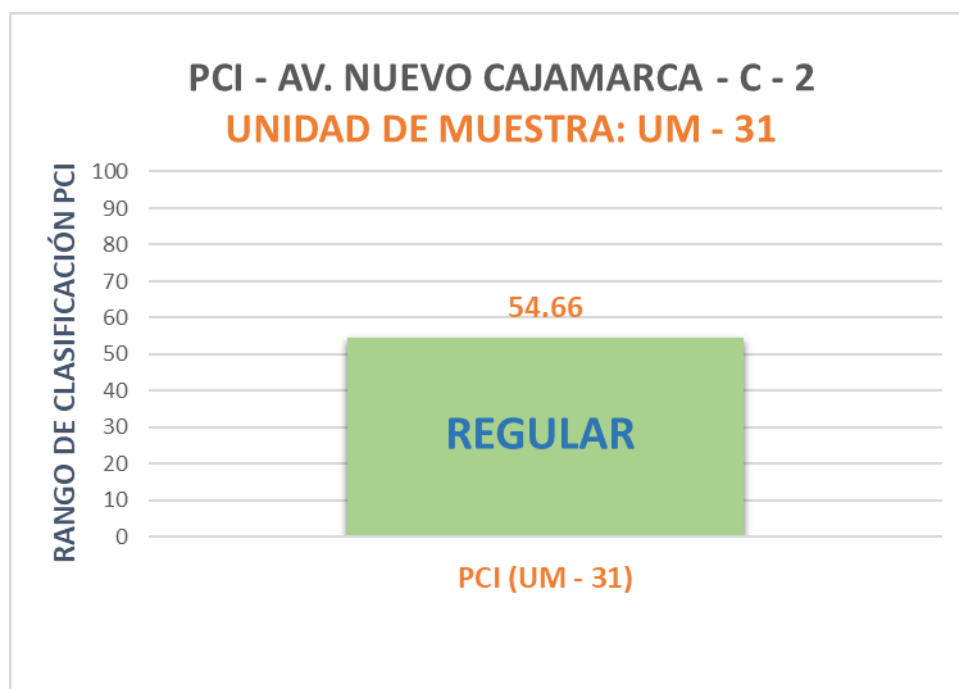 PCI - AV. NUEVO CAJAMARCA - C - 2
UNIDAD DE MUESTRA: UM - 31
RANGO DE CLASIFICACIÓN PCI
100
90
80
70
60
50
40
30
20
10
0
54.66
REGULAR
PCI (UM - 31)